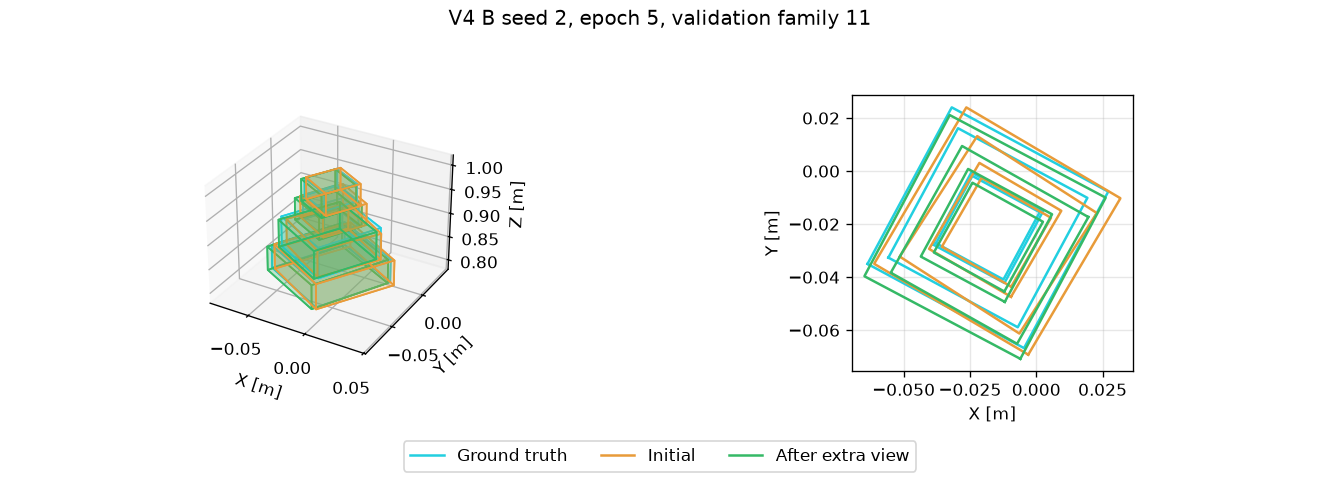 V4 B seed 2, epoch 5, validation family 11
1.00
0.95
0.90
0.85
0.80
Z [m]
0.00
−0.05
Y [m]
−0.05
0.00
0.05
X [m]
0.02
0.00
−0.02
−0.04
−0.06
Y [m]
−0.050 −0.025 0.000 0.025
X [m]
Ground truth Initial After extra view